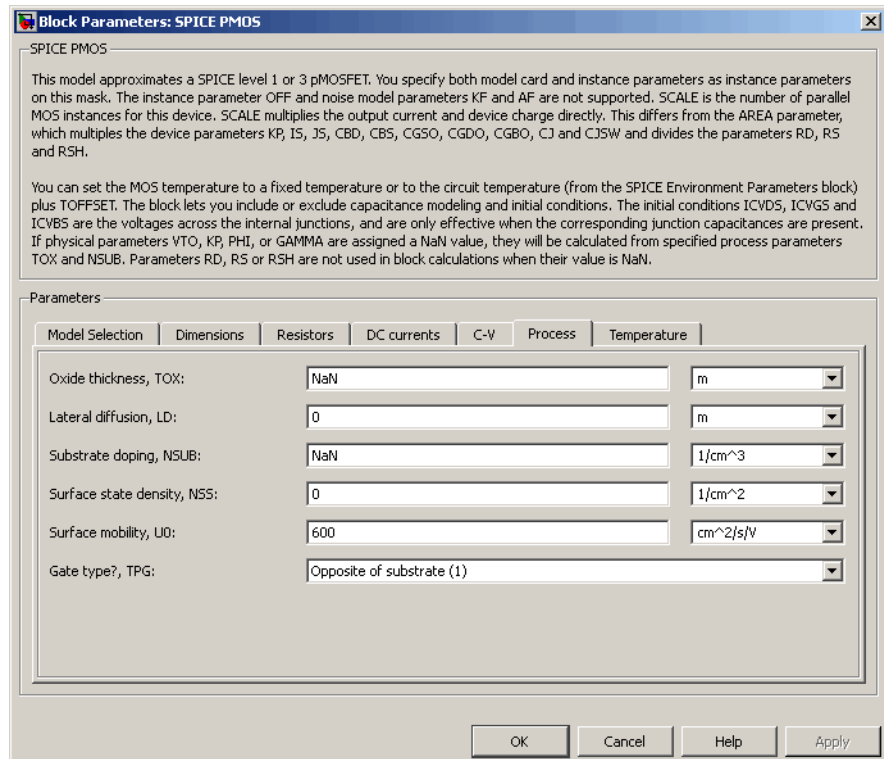 Block Parameters: SPICE PMOS
SPICE PMOS
This model approximates a SPICE level 1 or 3 pMOSFET. You specify both model card and instance parameters as instance parameters
on this mask. The instance parameter OFF and noise model parameters KF and AF are not supported. SCALE is the number of parallel
MOS instances for this device. SCALE multiplies the output current and device charge directly. This differs from the AREA parameter,
which multiples the device parameters KP, IS, JS, CBD, CBS, CGSO, CGDO, CGBO, CJ and CJSW and divides the parameters RD, RS
and RSH.
You can set the MOS temperature to a fixed temperature or to the circuit temperature (from the SPICE Environment Parameters block)
plus TOFFSET. The block lets you include or exclude capacitance modeling and initial conditions. The initial conditions ICVDS, ICVGS and
ICVBS are the voltages across the internal junctions, and are only effective when the corresponding junction capacitances are present.
If physical parameters VTO, KP, PHI, or GAMMA are assigned a NaN value, they will be calculated from specified process parameters
TOX and NSUB. Parameters RD, RS or RSH are not used in block calculations when their value is NaN.
Parameters
Model Selection Dimensions Resistors DC currents C-V Process Temperature
Oxide thickness, TOX: NaN m
Lateral diffusion, LD: 0 m
Substrate doping, NSUB: NaN 1/cm^3
Surface state density, NSS: 0 1/cm^2
Surface mobility, U0: 600 cm^2/s/V
Gate type?, TPG: Opposite of substrate (1)
OK Cancel Help Apply